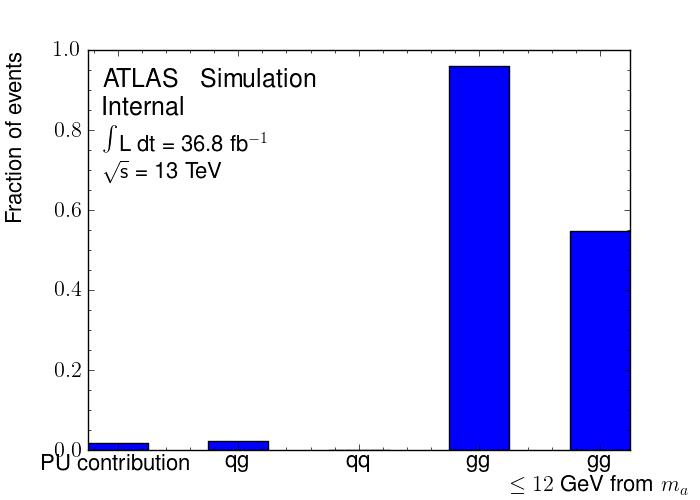 1.0
0.8
0.6
0.4
0.2
0.0
Fraction of events
ATLAS Simulation
Internal
∫L dt = 36.8 fb⁻¹
√s = 13 TeV
PU contribution qg qq gg gg
≤ 12 GeV from mₐ